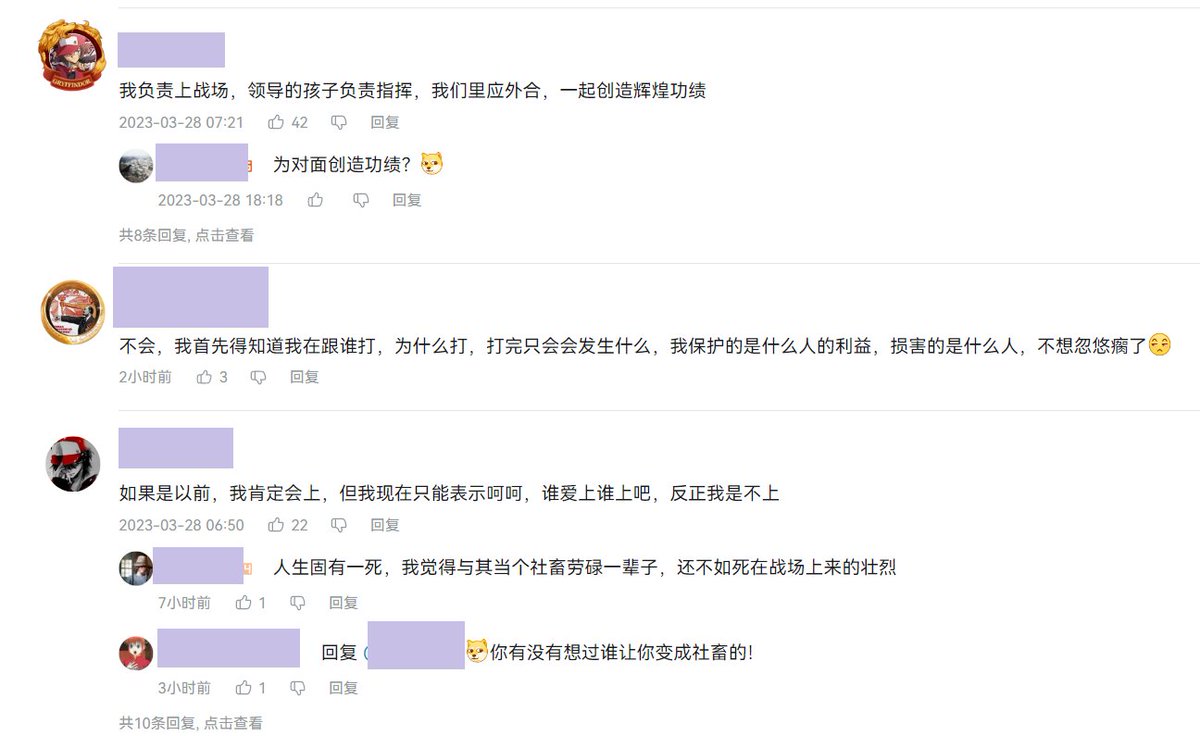 GRYFFINDOR
我负责上战场，领导的孩子负责指挥，我们里应外合，一起创造辉煌功绩
2023-03-28 07:21 42 回复
为对面创造功绩？
2023-03-28 18:18 回复
共8条回复, 点击查看
不会，我首先得知道我在跟谁打，为什么打，打完只会会发生什么，我保护的是什么人的利益，损害的是什么人，不想忽悠瘸了
2小时前 3 回复
如果是以前，我肯定会上，但我现在只能表示呵呵，谁爱上谁上吧，反正我是不上
2023-03-28 06:50 22 回复
人生固有一死，我觉得与其当个社畜劳碌一辈子，还不如死在战场上来的壮烈
7小时前 1 回复
回复 你有没有想过谁让你变成社畜的！
3小时前 1 回复
共10条回复, 点击查看